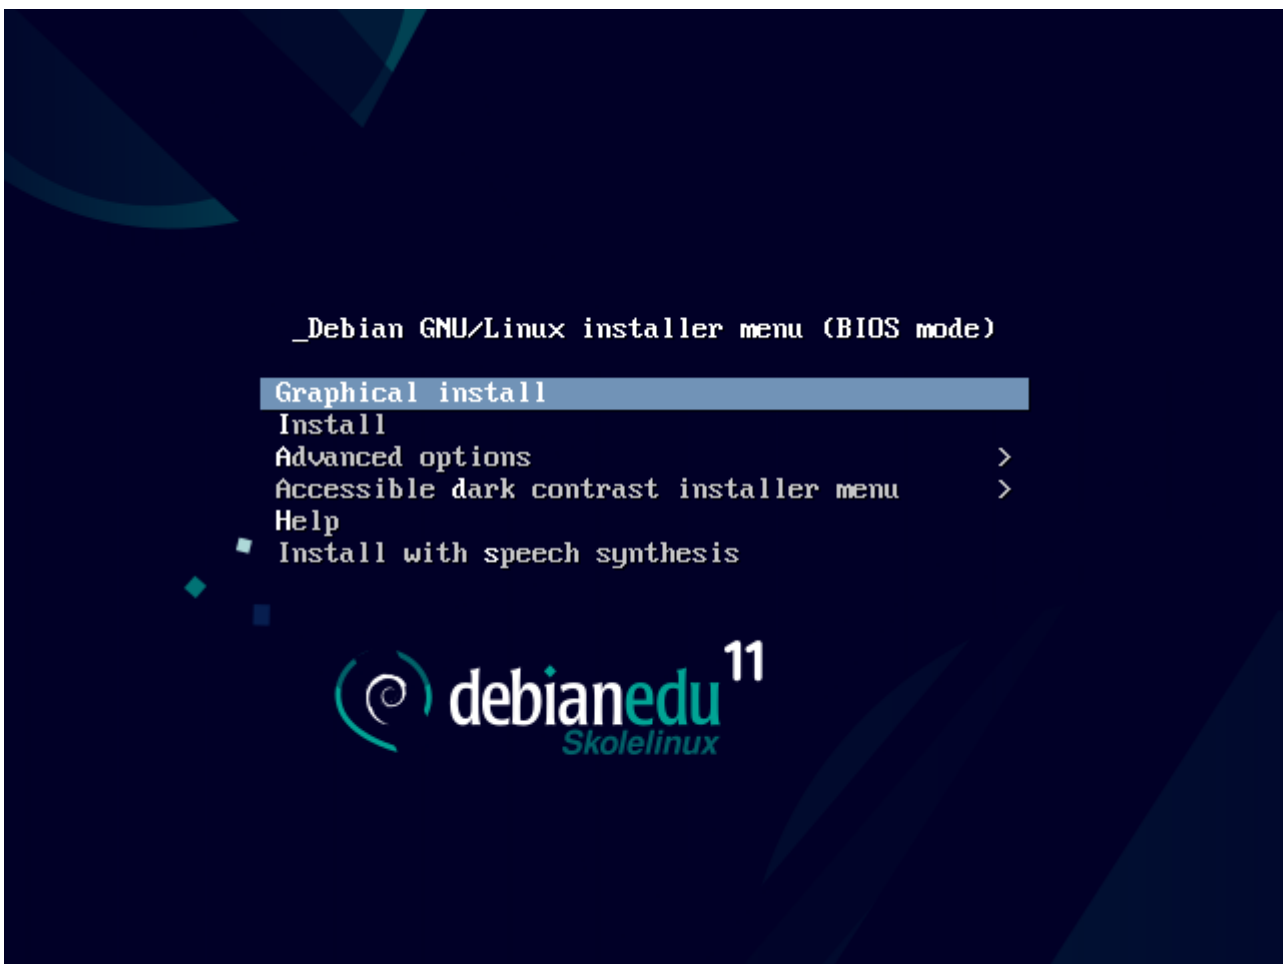 _Debian GNU/Linux installer menu (BIOS mode)
Graphical install
Install
Advanced options >
Accessible dark contrast installer menu >
Help
Install with speech synthesis
debianedu 11
Skolelinux